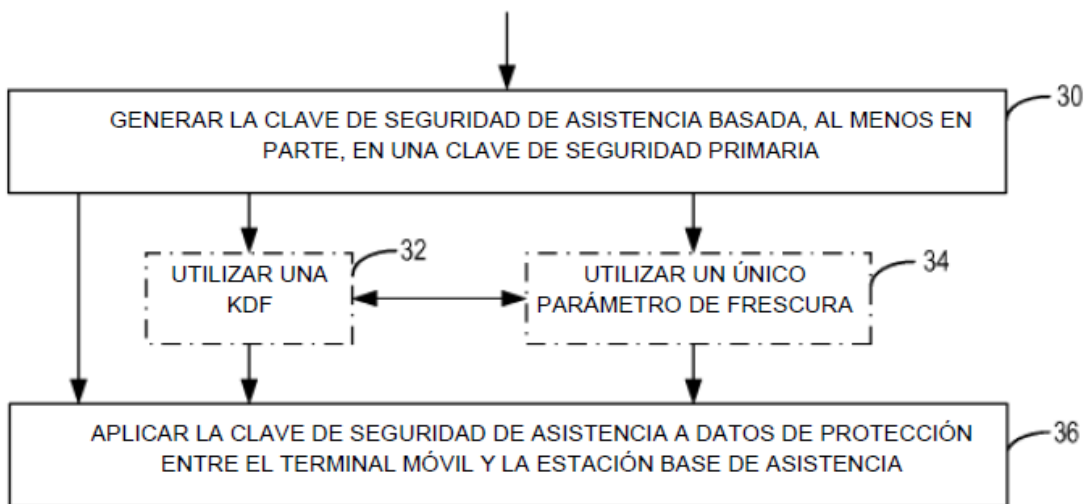 30
GENERAR LA CLAVE DE SEGURIDAD DE ASISTENCIA BASADA, AL MENOS EN
PARTE, EN UNA CLAVE DE SEGURIDAD PRIMARIA
32
UTILIZAR UNA
KDF
34
UTILIZAR UN ÚNICO
PARÁMETRO DE FRESCURA
36
APLICAR LA CLAVE DE SEGURIDAD DE ASISTENCIA A DATOS DE PROTECCIÓN
ENTRE EL TERMINAL MÓVIL Y LA ESTACIÓN BASE DE ASISTENCIA